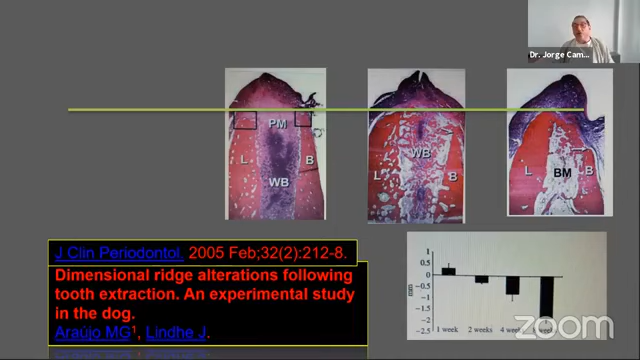 Dr. Jorge Cam...
PM
L
B
WB
WB
L
B
L
BM
B
J Clin Periodontol. 2005 Feb;32(2):212-8.
Dimensional ridge alterations following
tooth extraction. An experimental study
in the dog.
Araújo MG1, Lindhe J.
1
0.5
0
-0.5
-1
-1.5
-2
-2.5
mm
1 week 2 weeks 4
zoom